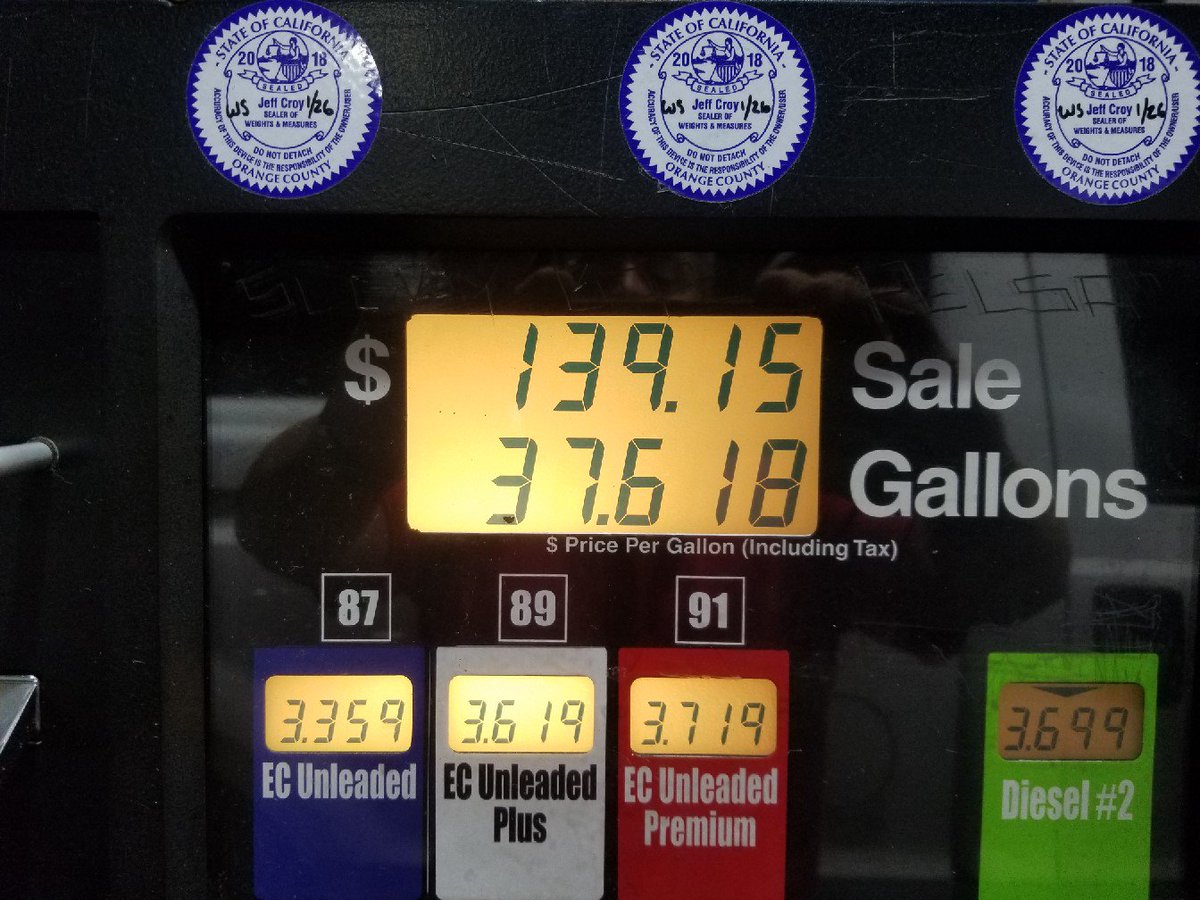 STATE OF CALIFORNIA
20 18
SEALED
WS Jeff Croy 1/26
SEALER OF
WEIGHTS & MEASURES
DO NOT DETACH
ACCURACY OF THIS DEVICE IS THE RESPONSIBILITY OF THE OWNER/USER
ORANGE COUNTY
STATE OF CALIFORNIA
20 18
SEALED
WS Jeff Croy 1/26
SEALER OF
WEIGHTS & MEASURES
DO NOT DETACH
ACCURACY OF THIS DEVICE IS THE RESPONSIBILITY OF THE OWNER/USER
ORANGE COUNTY
STATE OF CALIFORNIA
20 18
SEALED
WS Jeff Croy 1/26
SEALER OF
WEIGHTS & MEASURES
DO NOT DETACH
ACCURACY OF THIS DEVICE IS THE RESPONSIBILITY OF THE OWNER/USER
ORANGE COUNTY
$ 139.15 Sale
37.618 Gallons
$ Price Per Gallon (Including Tax)
87 89 91
3.359 3.619 3.719 3.699
EC Unleaded
EC Unleaded
Plus
EC Unleaded
Premium
Diesel #2